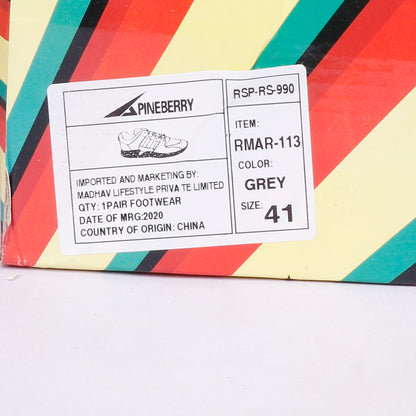 PINEBERRY
IMPORTED AND MARKETING BY:
MADHAV LIFESTYLE PRIVA TE LIMITED
QTY: 1PAIR FOOTWEAR
DATE OF MRG:2020
COUNTRY OF ORIGIN: CHINA
RSP-RS-990
ITEM:
RMAR-113
COLOR:
GREY
SIZE: 41